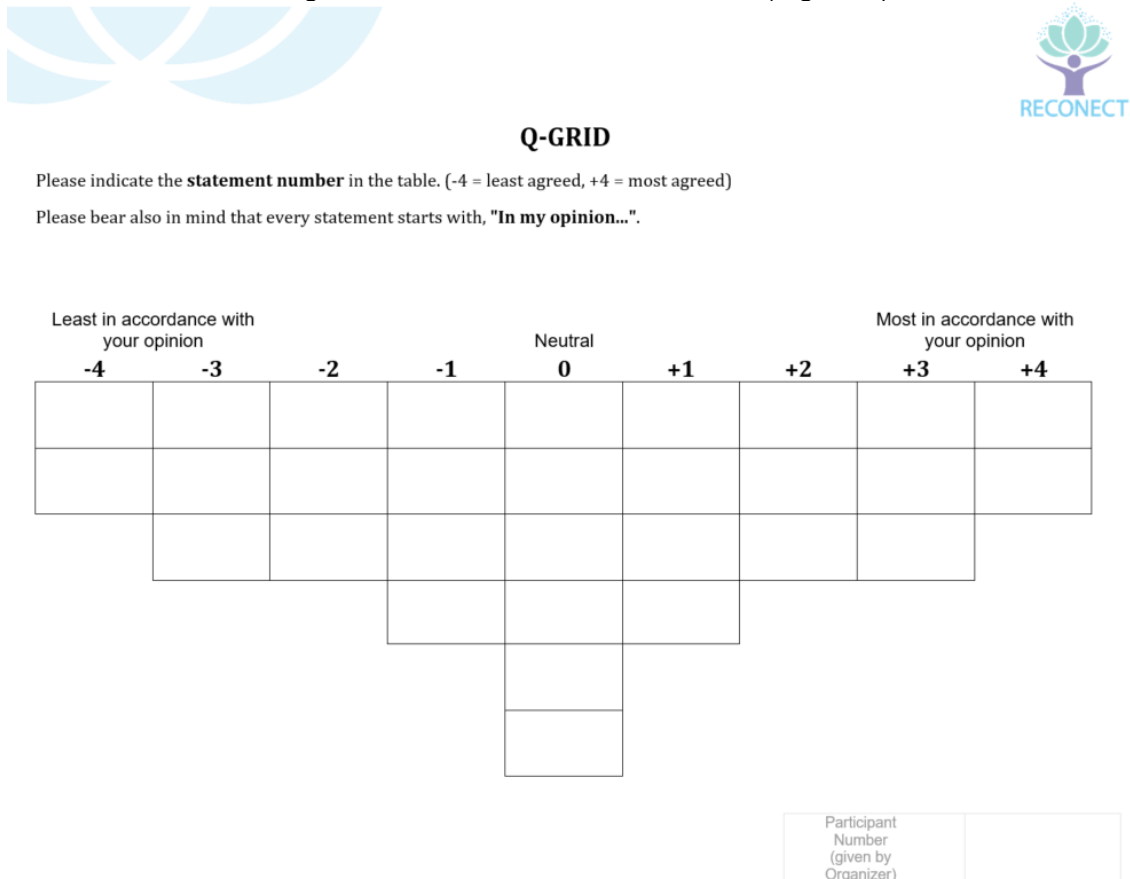 RECONECT
Q-GRID
Please indicate the statement number in the table. (-4 = least agreed, +4 = most agreed)
Please bear also in mind that every statement starts with, "In my opinion...".
Least in accordance with
your opinion
Neutral
Most in accordance with
your opinion
-4 -3 -2 -1 0 +1 +2 +3 +4
Participant
Number
(given by
Organizer)